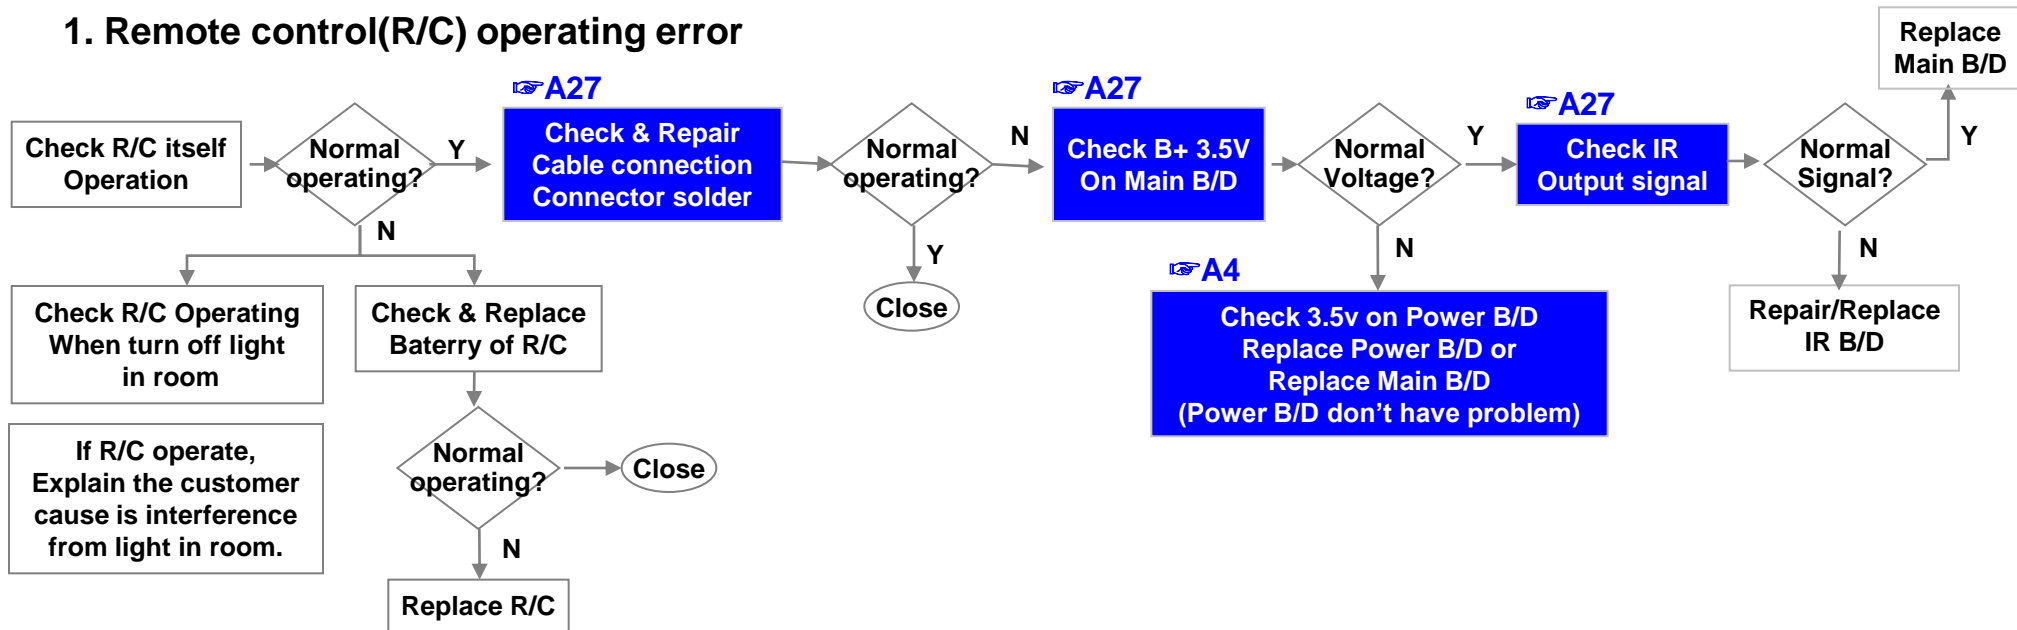 1. Remote control(R/C) operating error
Check R/C itself
Operation
Normal
operating?
Y
N
☞A27
Check & Repair
Cable connection
Connector solder
Normal
operating?
N
Y
Close
☞A27
Check B+ 3.5V
On Main B/D
Normal
Voltage?
Y
N
☞A27
Check IR
Output signal
Normal
Signal?
Y
N
Replace
Main B/D
Repair/Replace
IR B/D
☞A4
Check 3.5v on Power B/D
Replace Power B/D or
Replace Main B/D
(Power B/D don’t have problem)
Check R/C Operating
When turn off light
in room
Check & Replace
Baterry of R/C
If R/C operate,
Explain the customer
cause is interference
from light in room.
Normal
operating?
Close
N
Replace R/C